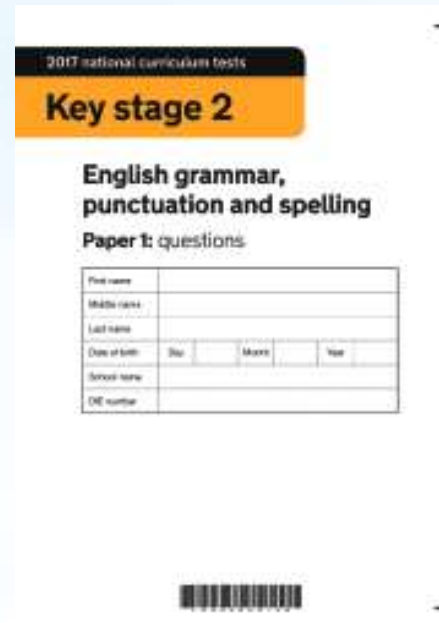 2017 national curriculum tests
Key stage 2
English grammar,
punctuation and spelling
Paper 1: questions
First name
Middle name
Last name
Date of birth Day Month Year
School name
DfE number